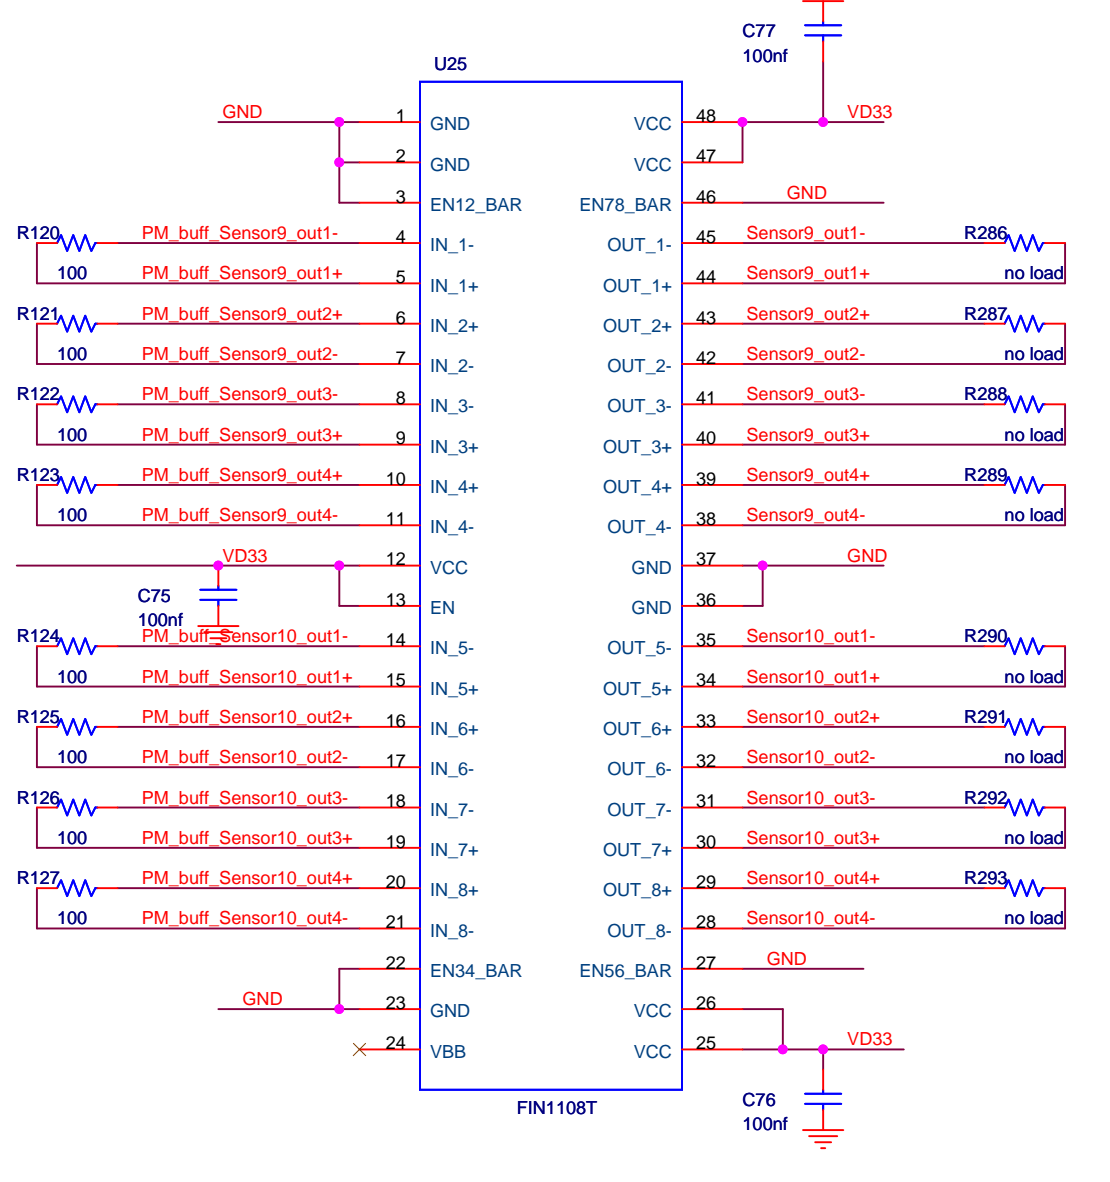 C77
100nf
U25
GND 1 GND VCC 48 VD33
2 GND VCC 47
3 EN12_BAR EN78_BAR 46 GND
R120 PM_buff_Sensor9_out1- 4 IN_1- OUT_1- 45 Sensor9_out1- R286
100 PM_buff_Sensor9_out1+ 5 IN_1+ OUT_1+ 44 Sensor9_out1+ no load
R121 PM_buff_Sensor9_out2+ 6 IN_2+ OUT_2+ 43 Sensor9_out2+ R287
100 PM_buff_Sensor9_out2- 7 IN_2- OUT_2- 42 Sensor9_out2- no load
R122 PM_buff_Sensor9_out3- 8 IN_3- OUT_3- 41 Sensor9_out3- R288
100 PM_buff_Sensor9_out3+ 9 IN_3+ OUT_3+ 40 Sensor9_out3+ no load
R123 PM_buff_Sensor9_out4+ 10 IN_4+ OUT_4+ 39 Sensor9_out4+ R289
100 PM_buff_Sensor9_out4- 11 IN_4- OUT_4- 38 Sensor9_out4- no load
VD33 12 VCC GND 37 GND
C75 13 EN GND 36
100nf
R124 PM_buff_Sensor10_out1- 14 IN_5- OUT_5- 35 Sensor10_out1- R290
100 PM_buff_Sensor10_out1+ 15 IN_5+ OUT_5+ 34 Sensor10_out1+ no load
R125 PM_buff_Sensor10_out2+ 16 IN_6+ OUT_6+ 33 Sensor10_out2+ R291
100 PM_buff_Sensor10_out2- 17 IN_6- OUT_6- 32 Sensor10_out2- no load
R126 PM_buff_Sensor10_out3- 18 IN_7- OUT_7- 31 Sensor10_out3- R292
100 PM_buff_Sensor10_out3+ 19 IN_7+ OUT_7+ 30 Sensor10_out3+ no load
R127 PM_buff_Sensor10_out4+ 20 IN_8+ OUT_8+ 29 Sensor10_out4+ R293
100 PM_buff_Sensor10_out4- 21 IN_8- OUT_8- 28 Sensor10_out4- no load
22 EN34_BAR EN56_BAR 27 GND
GND 23 GND VCC 26
24 VBB VCC 25 VD33
FIN1108T
C76
100nf